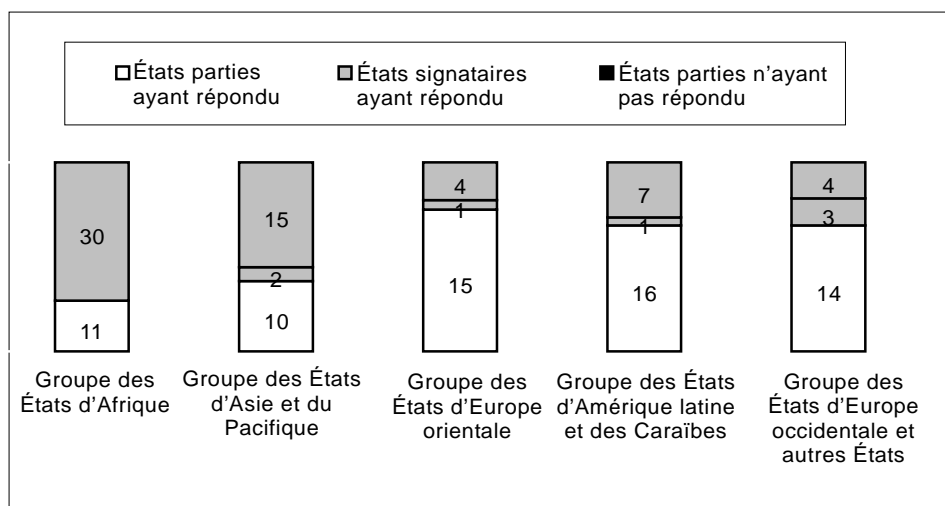 États parties
ayant répondu
États signataires
ayant répondu
États parties n’ayant
pas répondu
30
11
15
2
10
4
1
15
7
1
16
4
3
14
Groupe des
États d’Afrique
Groupe des États
d’Asie et du
Pacifique
Groupe des
États d’Europe
orientale
Groupe des États
d’Amérique latine
et des Caraïbes
Groupe des
États d’Europe
occidentale et
autres États